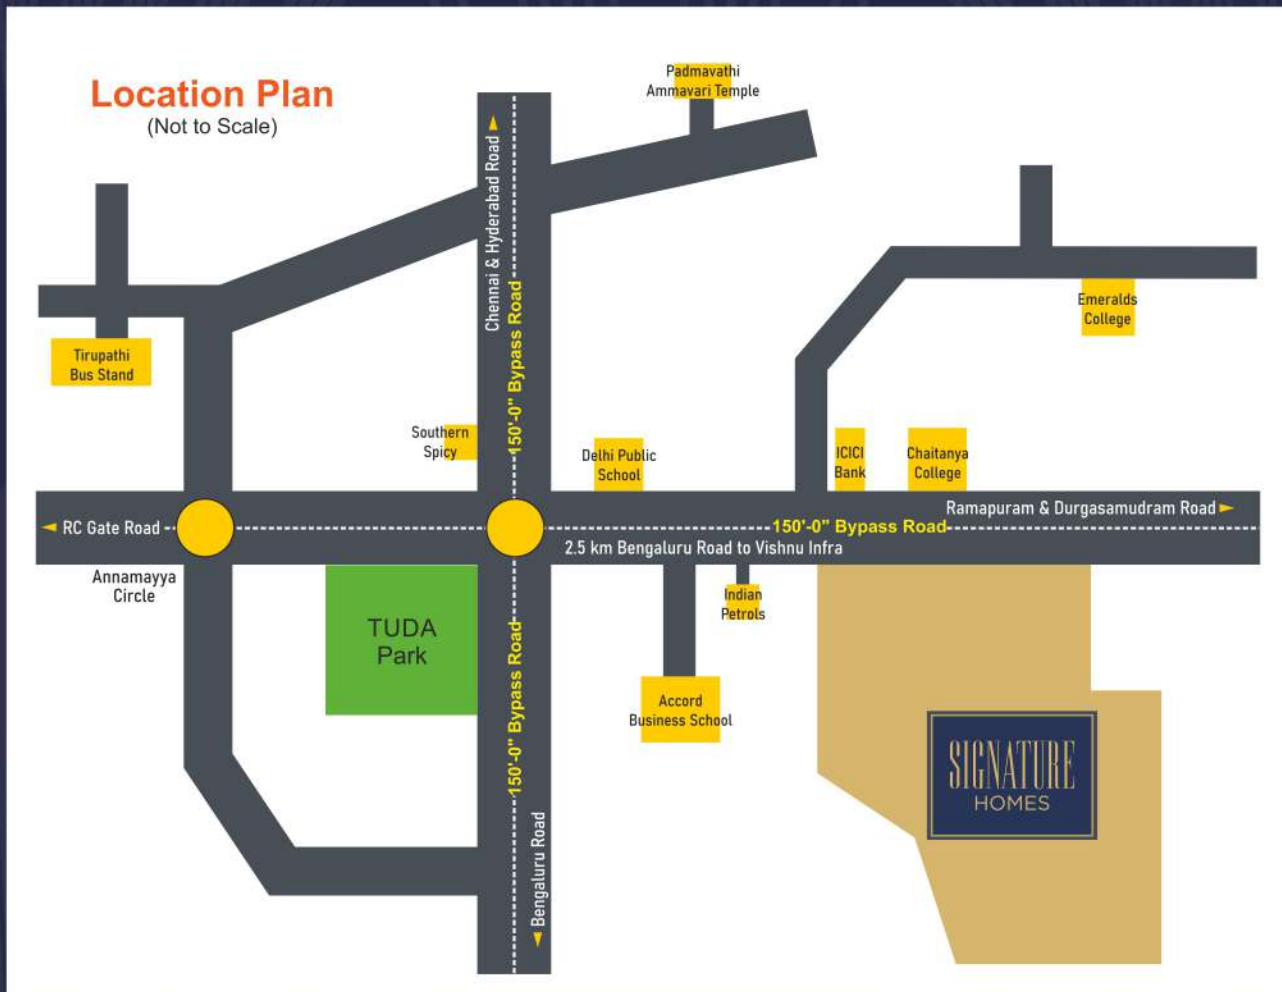 Location Plan
(Not to Scale)
Padmavathi
Ammavari Temple
Chennai & Hyderabad Road
150'-0" Bypass Road
Tirupathi
Bus Stand
Emeralds
College
Southern
Spicy
Delhi Public
School
ICICI
Bank
Chaitanya
College
RC Gate Road
Ramapuram & Durgasamudram Road
150'-0" Bypass Road
2.5 km Bengaluru Road to Vishnu Infra
Annamayya
Circle
TUDA
Park
Indian
Petrols
150'-0" Bypass Road
Accord
Business School
SIGNATURE
HOMES
Bengaluru Road